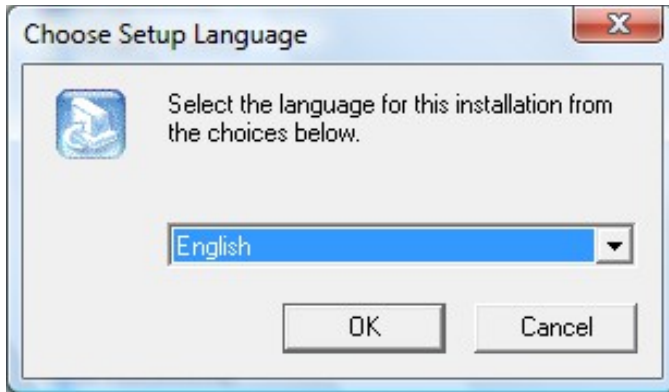 Choose Setup Language
Select the language for this installation from
the choices below.
English
OK
Cancel